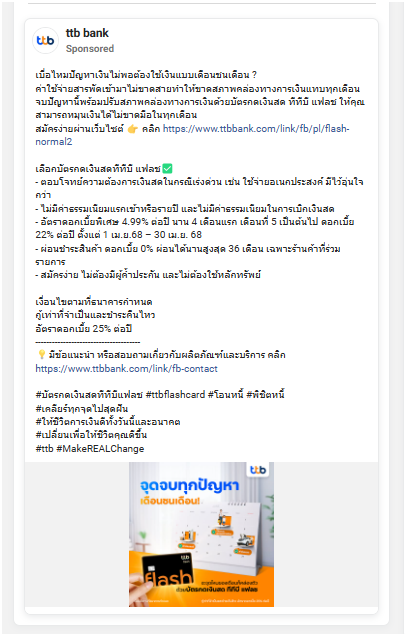 ttb
ttb bank
Sponsored
เบื่อไหมปัญหาเงินไม่พอต้องใช้เงินแบบเดือนชนเดือน ?
ค่าใช้จ่ายสารพัดเข้ามาไม่ขาดสายทำให้ขาดสภาพคล่องทางการเงินแทบทุกเดือน
จบปัญหานี้พร้อมปรับสภาพคล่องทางการเงินด้วยบัตรกดเงินสด ทีทีบี แฟลช ให้คุณ
สามารถหมุนเงินได้ไม่ขาดมือในทุกเดือน
สมัครง่ายผ่านเว็บไซต์ 👉 คลิก https://www.ttbbank.com/link/fb/pl/flash-
normal2
เลือกบัตรกดเงินสดทีทีบี แฟลช✅
- ตอบโจทย์ความต้องการเงินสดในกรณีเร่งด่วน เช่น ใช้จ่ายอเนกประสงค์ มีไว้อุ่นใจ
กว่า
- ไม่มีค่าธรรมเนียมแรกเข้าหรือรายปี และไม่มีค่าธรรมเนียมในการเบิกเงินสด
- อัตราดอกเบี้ยพิเศษ 4.99% ต่อปี นาน 4 เดือนแรก เดือนที่ 5 เป็นต้นไป ดอกเบี้ย
22% ต่อปี ตั้งแต่ 1 เม.ย.68 – 30 เม.ย. 68
- ผ่อนชำระสินค้า ดอกเบี้ย 0% ผ่อนได้นานสูงสุด 36 เดือน เฉพาะร้านค้าที่ร่วม
รายการ
- สมัครง่าย ไม่ต้องมีผู้ค้ำประกัน และไม่ต้องใช้หลักทรัพย์
เงื่อนไขตามที่ธนาคารกำหนด
กู้เท่าที่จำเป็นและชำระคืนไหว
อัตราดอกเบี้ย 25% ต่อปี
------------------------------------
💡มีข้อแนะนำ หรือสอบถามเกี่ยวกับผลิตภัณฑ์และบริการ คลิก
https://www.ttbbank.com/link/fb-contact
#บัตรกดเงินสดทีทีบีแฟลช #ttbflashcard #โอนหนี้ #พิชิตหนี้
#เคลียร์ทุกจุดไปสุดฝัน
#ให้ชีวิตการเงินดีทั้งวันนี้และอนาคต
#เปลี่ยนเพื่อให้ชีวิตคุณดีขึ้น
#ttb #MakeREALChange
ttb
จุดจบทุกปัญหา
เดือนชนเดือน!
ttb
flash
ด้วยบัตรกดเงินสด ทีทีบี แฟลช